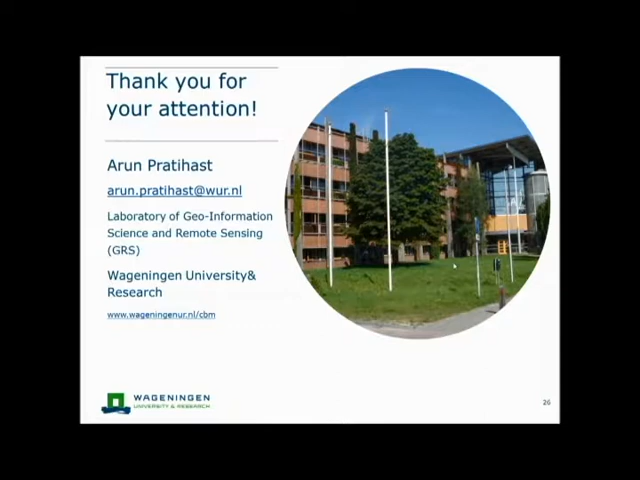 Thank you for
your attention!
Arun Pratihast
arun.pratihast@wur.nl
Laboratory of Geo-Information
Science and Remote Sensing
(GRS)
Wageningen University&
Research
www.wageningenur.nl/cbm
WAGENINGEN
UNIVERSITY & RESEARCH
26